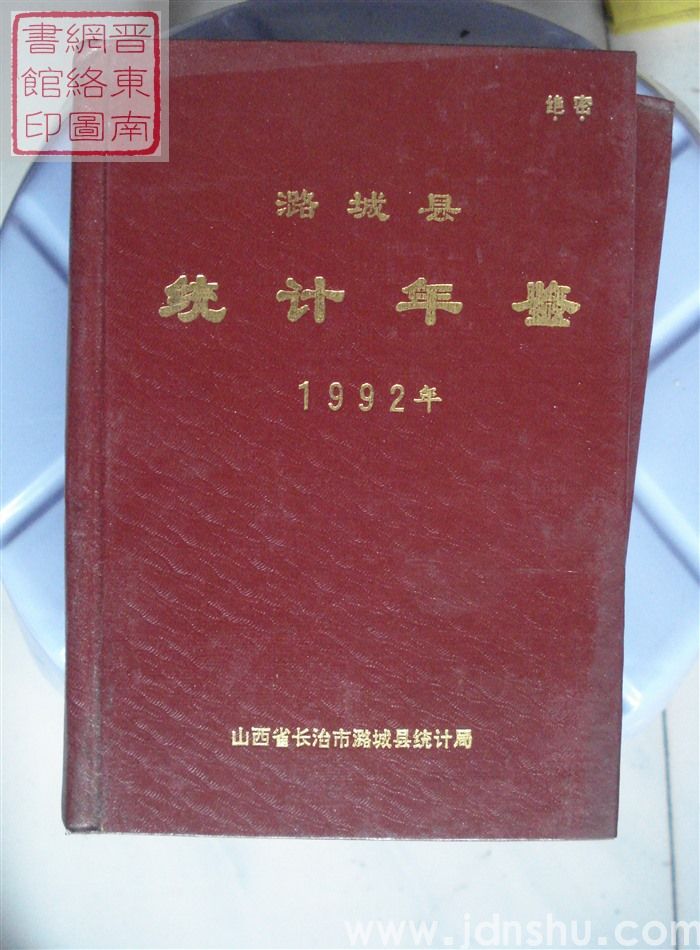 晋東南
網絡圖
書館印
绝密
潞城县
统计年鉴
1992年
山西省长治市潞城县统计局
www.jdnshu.com